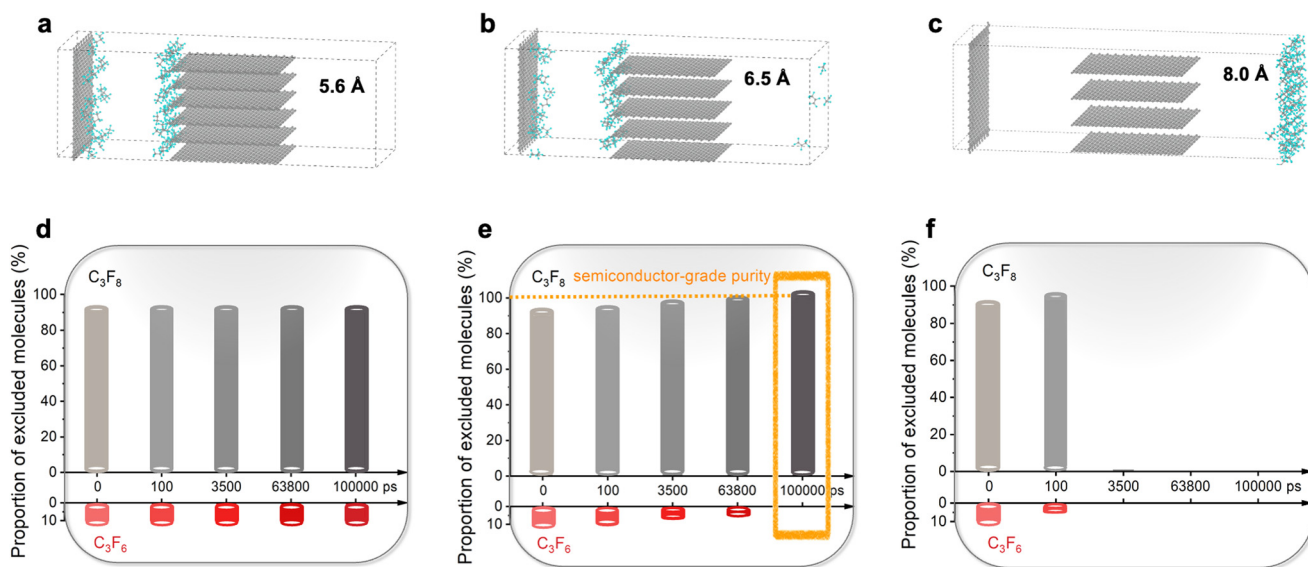 a
5.6 Å
b
6.5 Å
c
8.0 Å
d
Proportion of excluded molecules (%)
C₃F₈
100
80
60
40
20
0
0 100 3500 63800 100000 ps
0
10
C₃F₆
e
Proportion of excluded molecules (%)
C₃F₈ semiconductor-grade purity
100
80
60
40
20
0
0 100 3500 63800 100000 ps
0
10
C₃F₆
f
Proportion of excluded molecules (%)
C₃F₈
100
80
60
40
20
0
0 100 3500 63800 100000 ps
0
10
C₃F₆